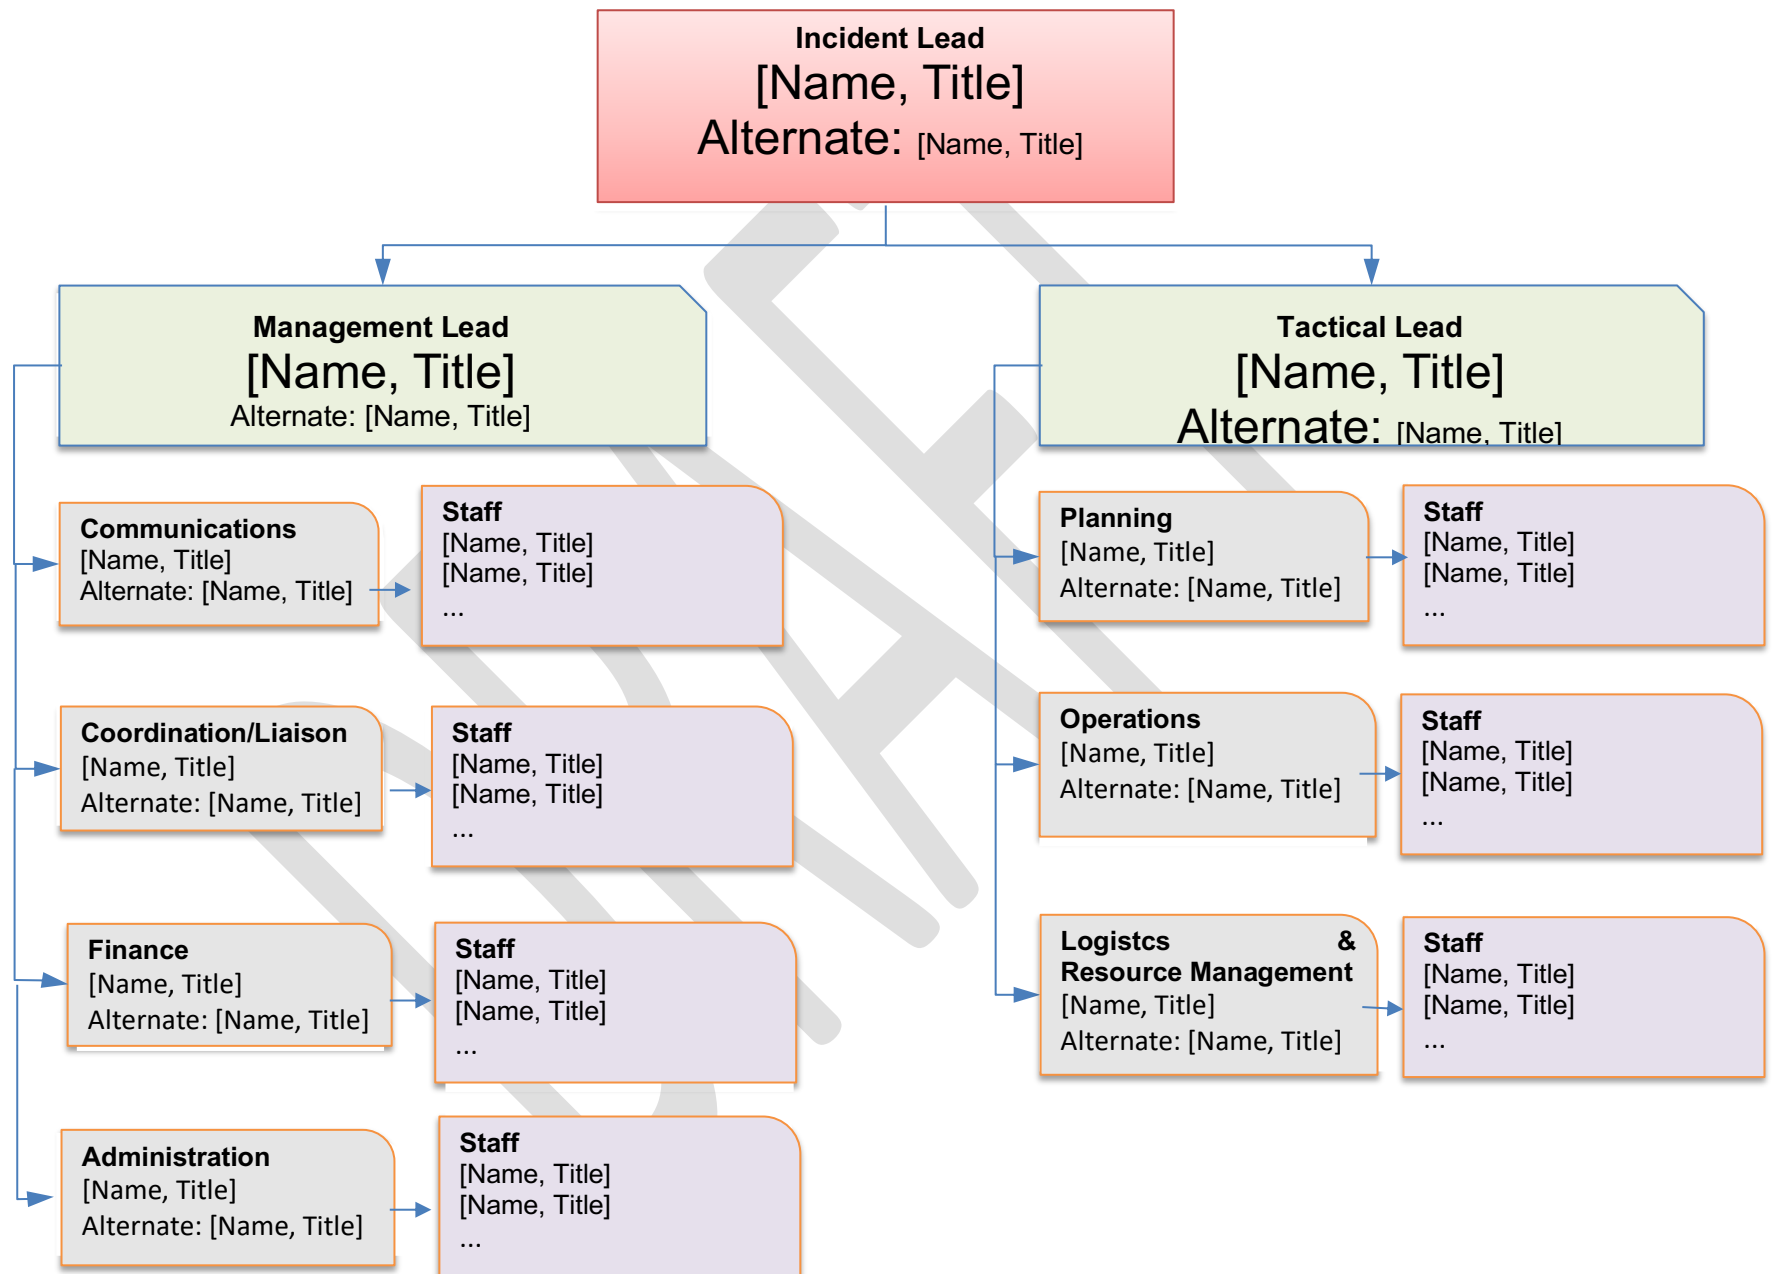 Incident Lead
[Name, Title]
Alternate: [Name, Title]
Management Lead
[Name, Title]
Alternate: [Name, Title]
Tactical Lead
[Name, Title]
Alternate: [Name, Title]
Communications
[Name, Title]
Alternate: [Name, Title]
Staff
[Name, Title]
[Name, Title]
...
Planning
[Name, Title]
Alternate: [Name, Title]
Staff
[Name, Title]
[Name, Title]
...
Coordination/Liaison
[Name, Title]
Alternate: [Name, Title]
Staff
[Name, Title]
[Name, Title]
...
Operations
[Name, Title]
Alternate: [Name, Title]
Staff
[Name, Title]
[Name, Title]
...
Finance
[Name, Title]
Alternate: [Name, Title]
Staff
[Name, Title]
[Name, Title]
...
Logistcs &
Resource Management
[Name, Title]
Alternate: [Name, Title]
Staff
[Name, Title]
[Name, Title]
...
Administration
[Name, Title]
Alternate: [Name, Title]
Staff
[Name, Title]
[Name, Title]
...
DRAFT